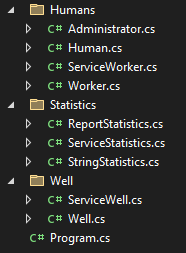 Humans
C# Administrator.cs
C# Human.cs
C# ServiceWorker.cs
C# Worker.cs
Statistics
C# ReportStatistics.cs
C# ServiceStatistics.cs
C# StringStatistics.cs
Well
C# ServiceWell.cs
C# Well.cs
C# Program.cs